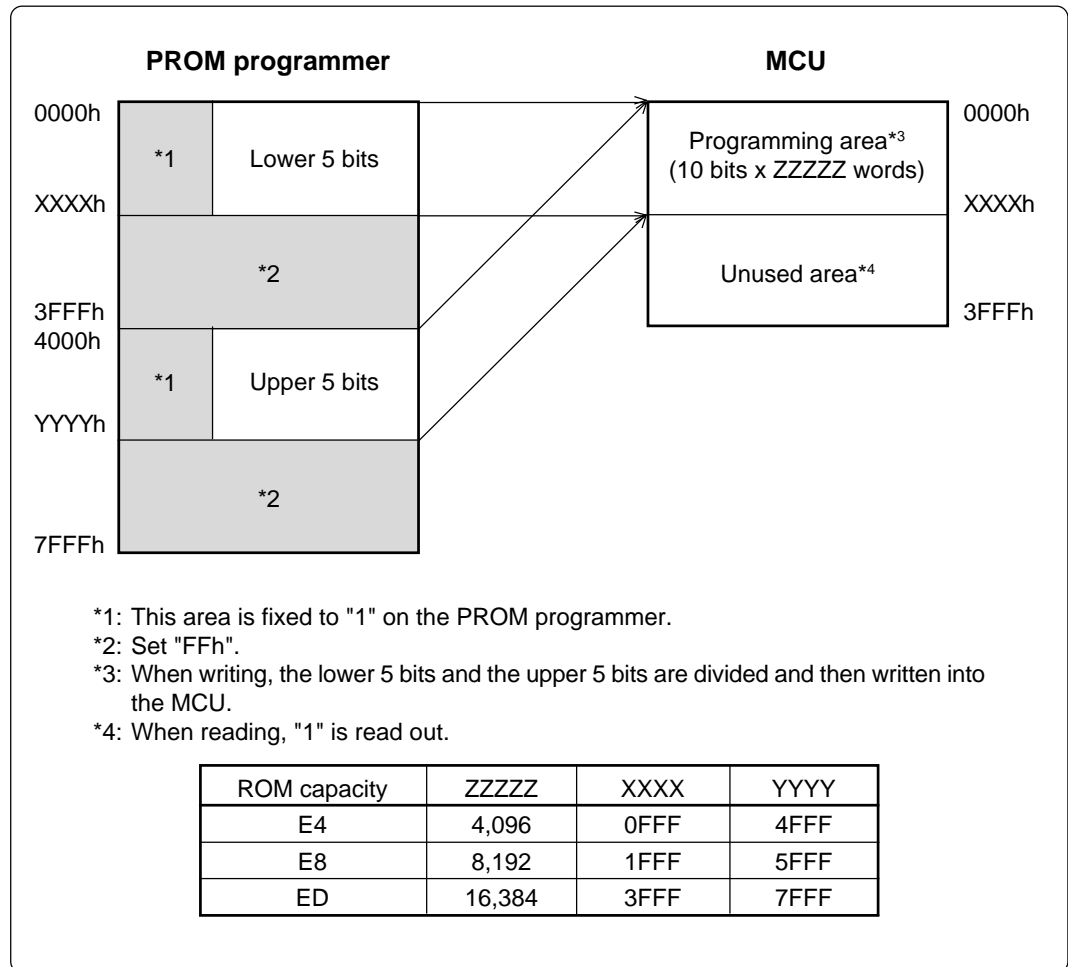 PROM programmer
MCU
0000h
*1
Lower 5 bits
XXXXh
*2
3FFFh
4000h
*1
Upper 5 bits
YYYYh
*2
7FFFh
0000h
Programming area*3
(10 bits x ZZZZZ words)
XXXXh
Unused area*4
3FFFh
*1: This area is fixed to "1" on the PROM programmer.
*2: Set "FFh".
*3: When writing, the lower 5 bits and the upper 5 bits are divided and then written into
the MCU.
*4: When reading, "1" is read out.
ROM capacity ZZZZZ XXXX YYYY
E4 4,096 0FFF 4FFF
E8 8,192 1FFF 5FFF
ED 16,384 3FFF 7FFF